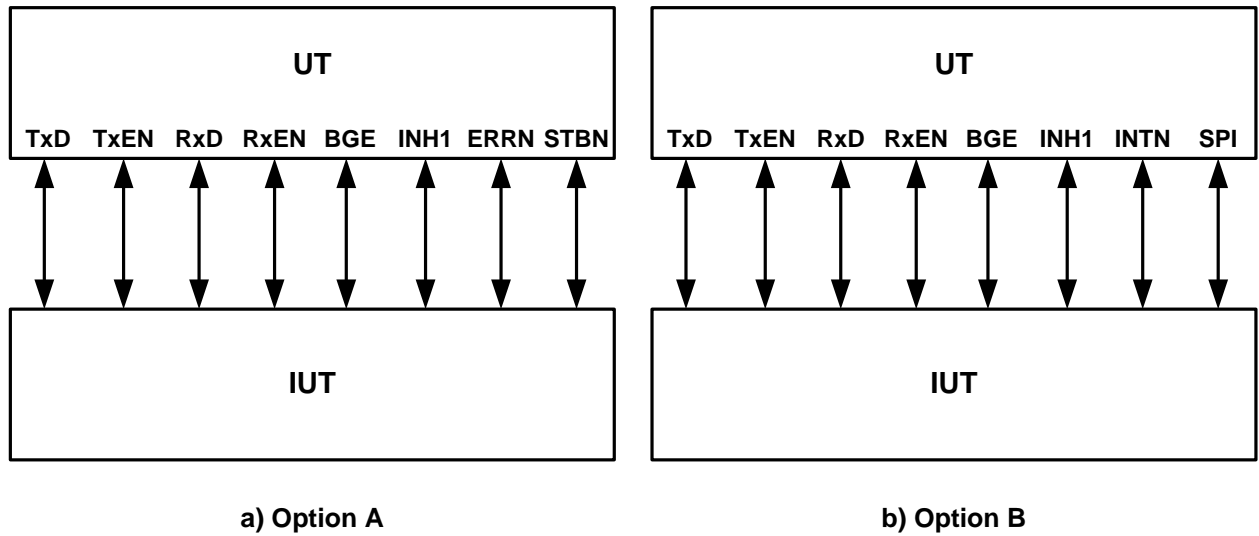 UT
TxD TxEN RxD RxEN BGE INH1 ERRN STBN
IUT
a) Option A
UT
TxD TxEN RxD RxEN BGE INH1 INTN SPI
IUT
b) Option B